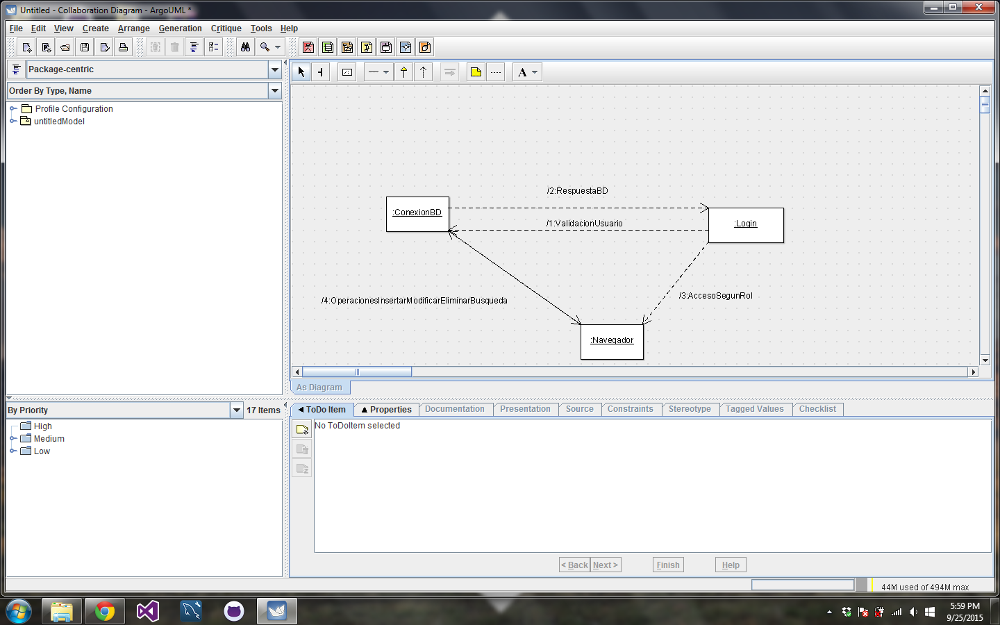 Untitled - Collaboration Diagram - ArgoUML *
File Edit View Create Arrange Generation Critique Tools Help
Package-centric
A
Order By Type, Name
Profile Configuration
untitledModel
/2:RespuestaBD
:ConexionBD
/1:ValidacionUsuario
:Login
/3:AccesoSegunRol
/4:OperacionesInsertarModificarEliminarBusqueda
:Navegador
As Diagram
By Priority 17 Items
ToDo Item Properties Documentation Presentation Source Constraints Stereotype Tagged Values Checklist
High
Medium
Low
No ToDoItem selected
< Back Next > Finish Help
44M used of 494M max
5:59 PM
9/25/2015